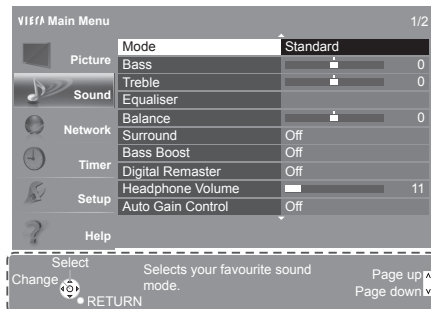 VIErA Main Menu 1/2
Picture
Sound
Network
Timer
Setup
Help
Mode Standard
Bass 0
Treble 0
Equaliser
Balance 0
Surround Off
Bass Boost Off
Digital Remaster Off
Headphone Volume 11
Auto Gain Control Off
Select
Change
RETURN
Selects your favourite sound
mode.
Page up
Page down